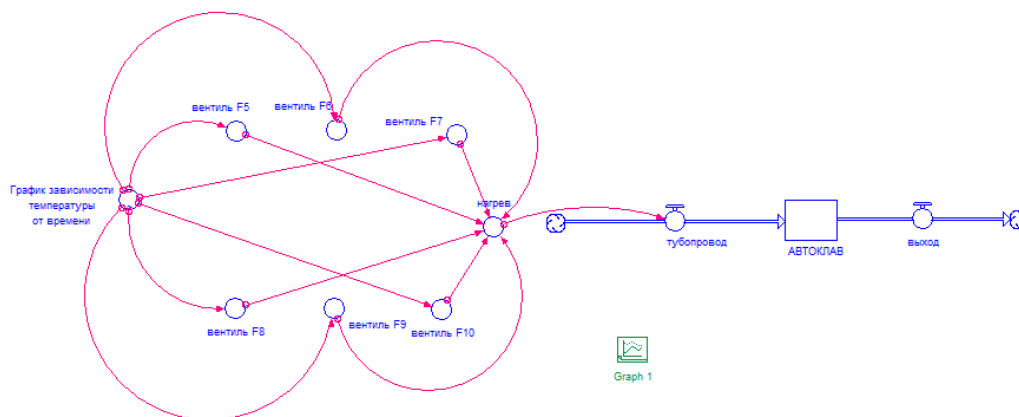 вентиль F5
вентиль F6
вентиль F7
График зависимости
температуры
от времени
нагрев
тубопровод
АВТОКЛАВ
выход
вентиль F8
вентиль F9
вентиль F10
Graph 1